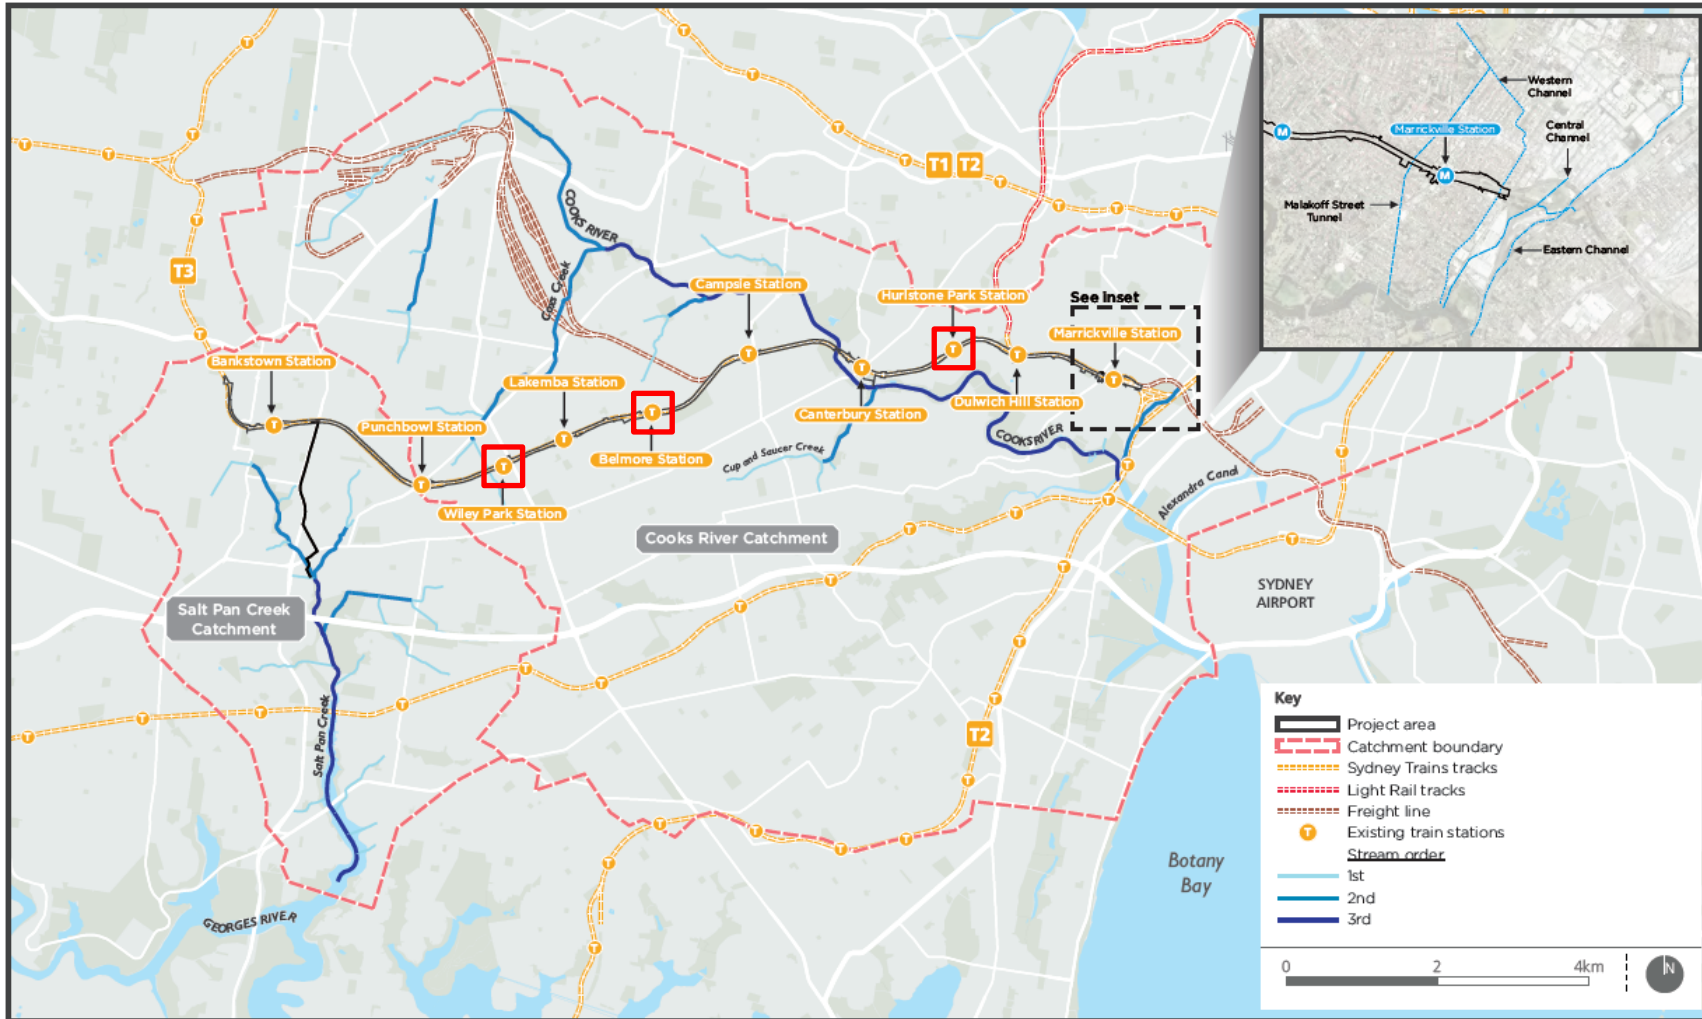 T1
T2
T3
COOKS RIVER
Coxs Creek
Campsie Station
Hurlstone Park Station
See Inset
Marrickville Station
Bankstown Station
Lakemba Station
Punchbowl Station
Canterbury Station
Dulwich Hill Station
COOKS RIVER
Belmore Station
Cup and Saucer Creek
Wiley Park Station
Alexandra Canal
Cooks River Catchment
SYDNEY
AIRPORT
Salt Pan Creek
Catchment
Salt Pan Creek
T2
Botany
Bay
GEORGES RIVER
Western
Channel
Marrickville Station
Central
Channel
M
M
Malakoff Street
Tunnel
Eastern Channel
Key
Project area
Catchment boundary
Sydney Trains tracks
Light Rail tracks
Freight line
T Existing train stations
Stream order
1st
2nd
3rd
0 2 4km
N